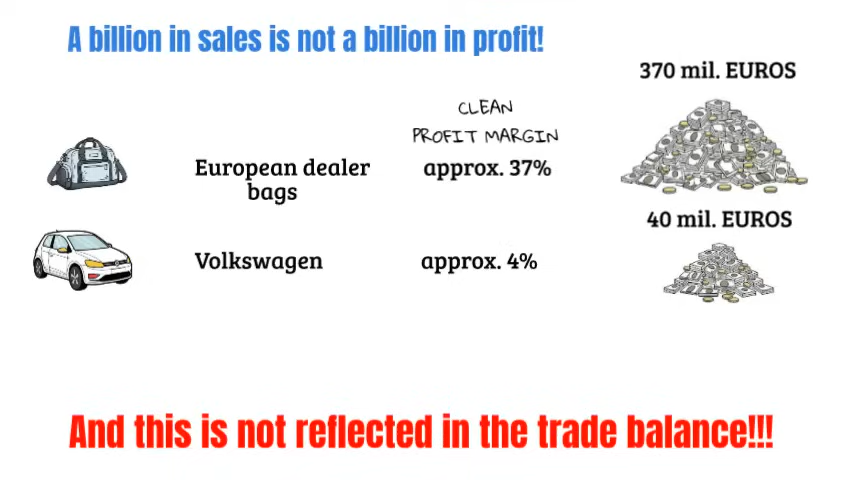 A billion in sales is not a billion in profit!
370 mil. EUROS
CLEAN
PROFIT MARGIN
European dealer
bags
approx. 37%
40 mil. EUROS
Volkswagen
approx. 4%
And this is not reflected in the trade balance!!!